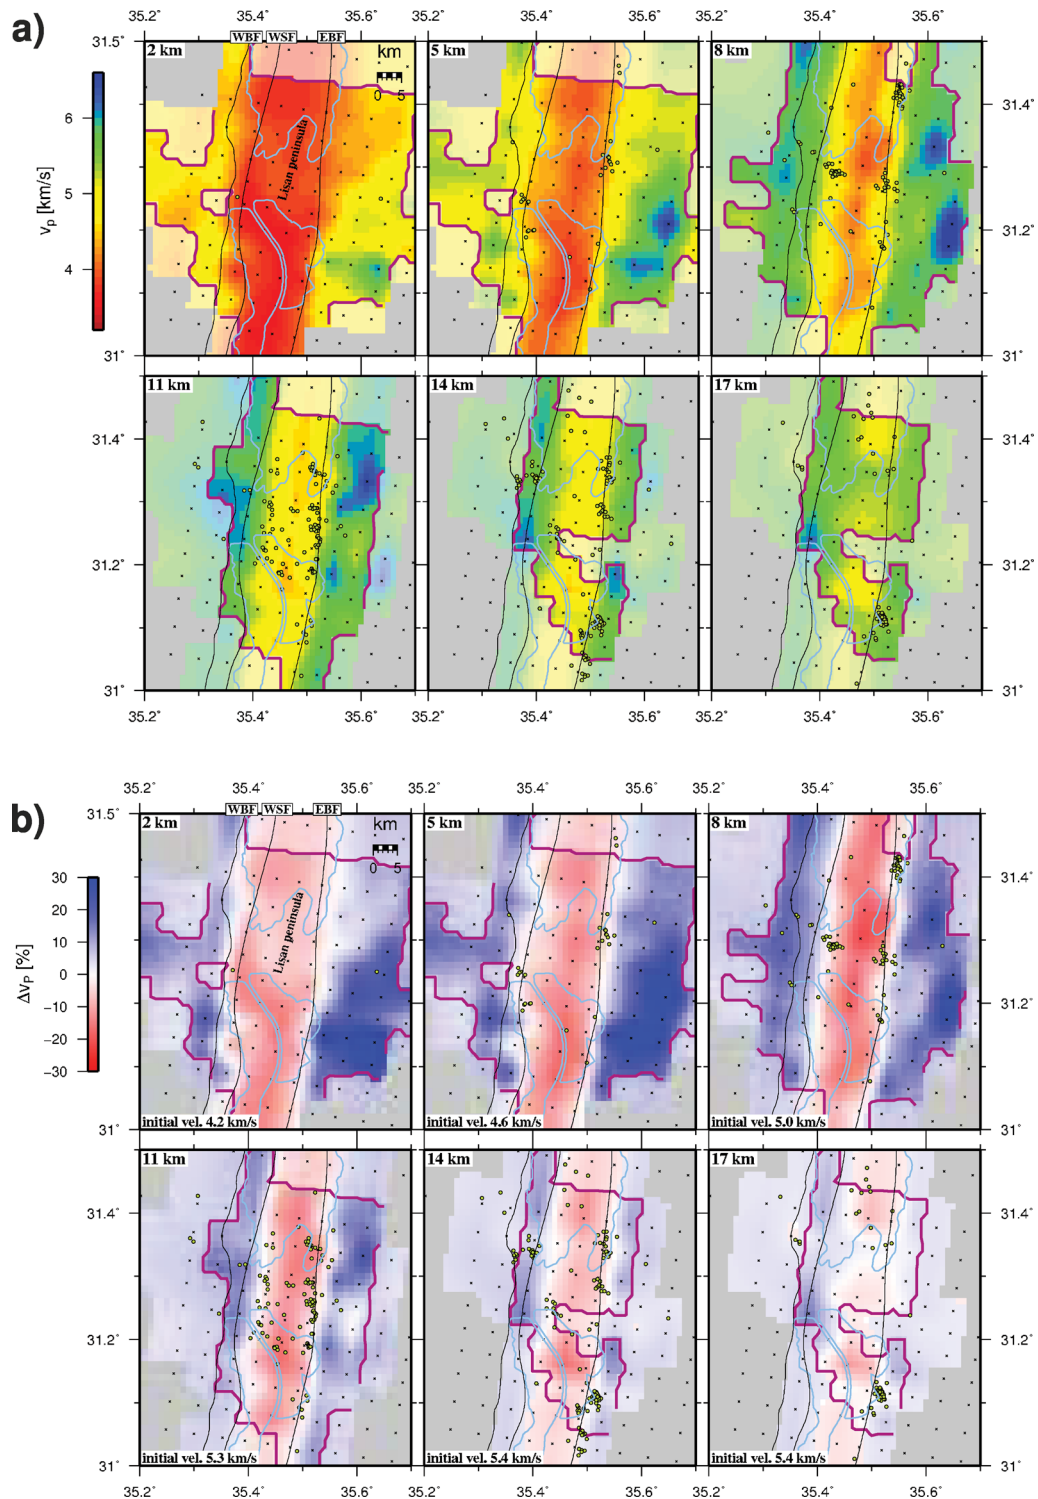 a)
35.2° 35.4° 35.6° 35.2° 35.4° 35.6° 35.2° 35.4° 35.6°
WBF WSF EBF
31.5°
2 km
km
0 5
5 km
8 km
31.4°
31.2°
31°
Lisan peninsula
6
5
4
vp [km/s]
11 km
14 km
17 km
31.4°
31.2°
31°
31.4°
31.2°
31°
35.2° 35.4° 35.6° 35.2° 35.4° 35.6° 35.2° 35.4° 35.6°
b)
35.2° 35.4° 35.6° 35.2° 35.4° 35.6° 35.2° 35.4° 35.6°
WBF WSF EBF
31.5°
2 km
km
0 5
5 km
8 km
31.4°
31.2°
31°
Lisan peninsula
30
20
10
0
−10
−20
−30
ΔvP [%]
31°
initial vel. 4.2 km/s
initial vel. 4.6 km/s
initial vel. 5.0 km/s
11 km
14 km
17 km
31.4°
31.2°
31°
31.4°
31.2°
31°
initial vel. 5.3 km/s
initial vel. 5.4 km/s
initial vel. 5.4 km/s
35.2° 35.4° 35.6° 35.2° 35.4° 35.6° 35.2° 35.4° 35.6°